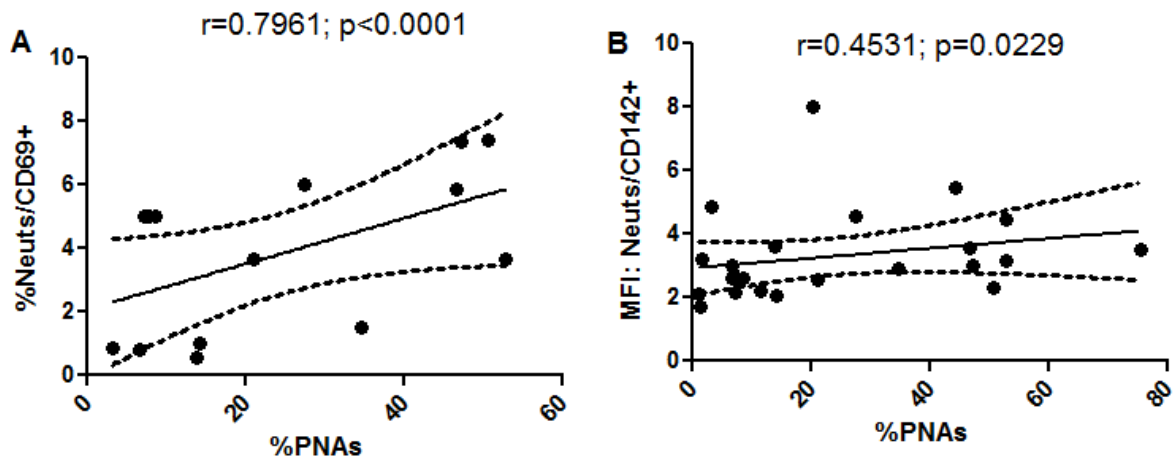 A
r=0.7961; p<0.0001
%Neuts/CD69+
10
8
6
4
2
0
0
20
40
60
%PNAs
B
r=0.4531; p=0.0229
MFI: Neuts/CD142+
10
8
6
4
2
0
0
20
40
60
80
%PNAs